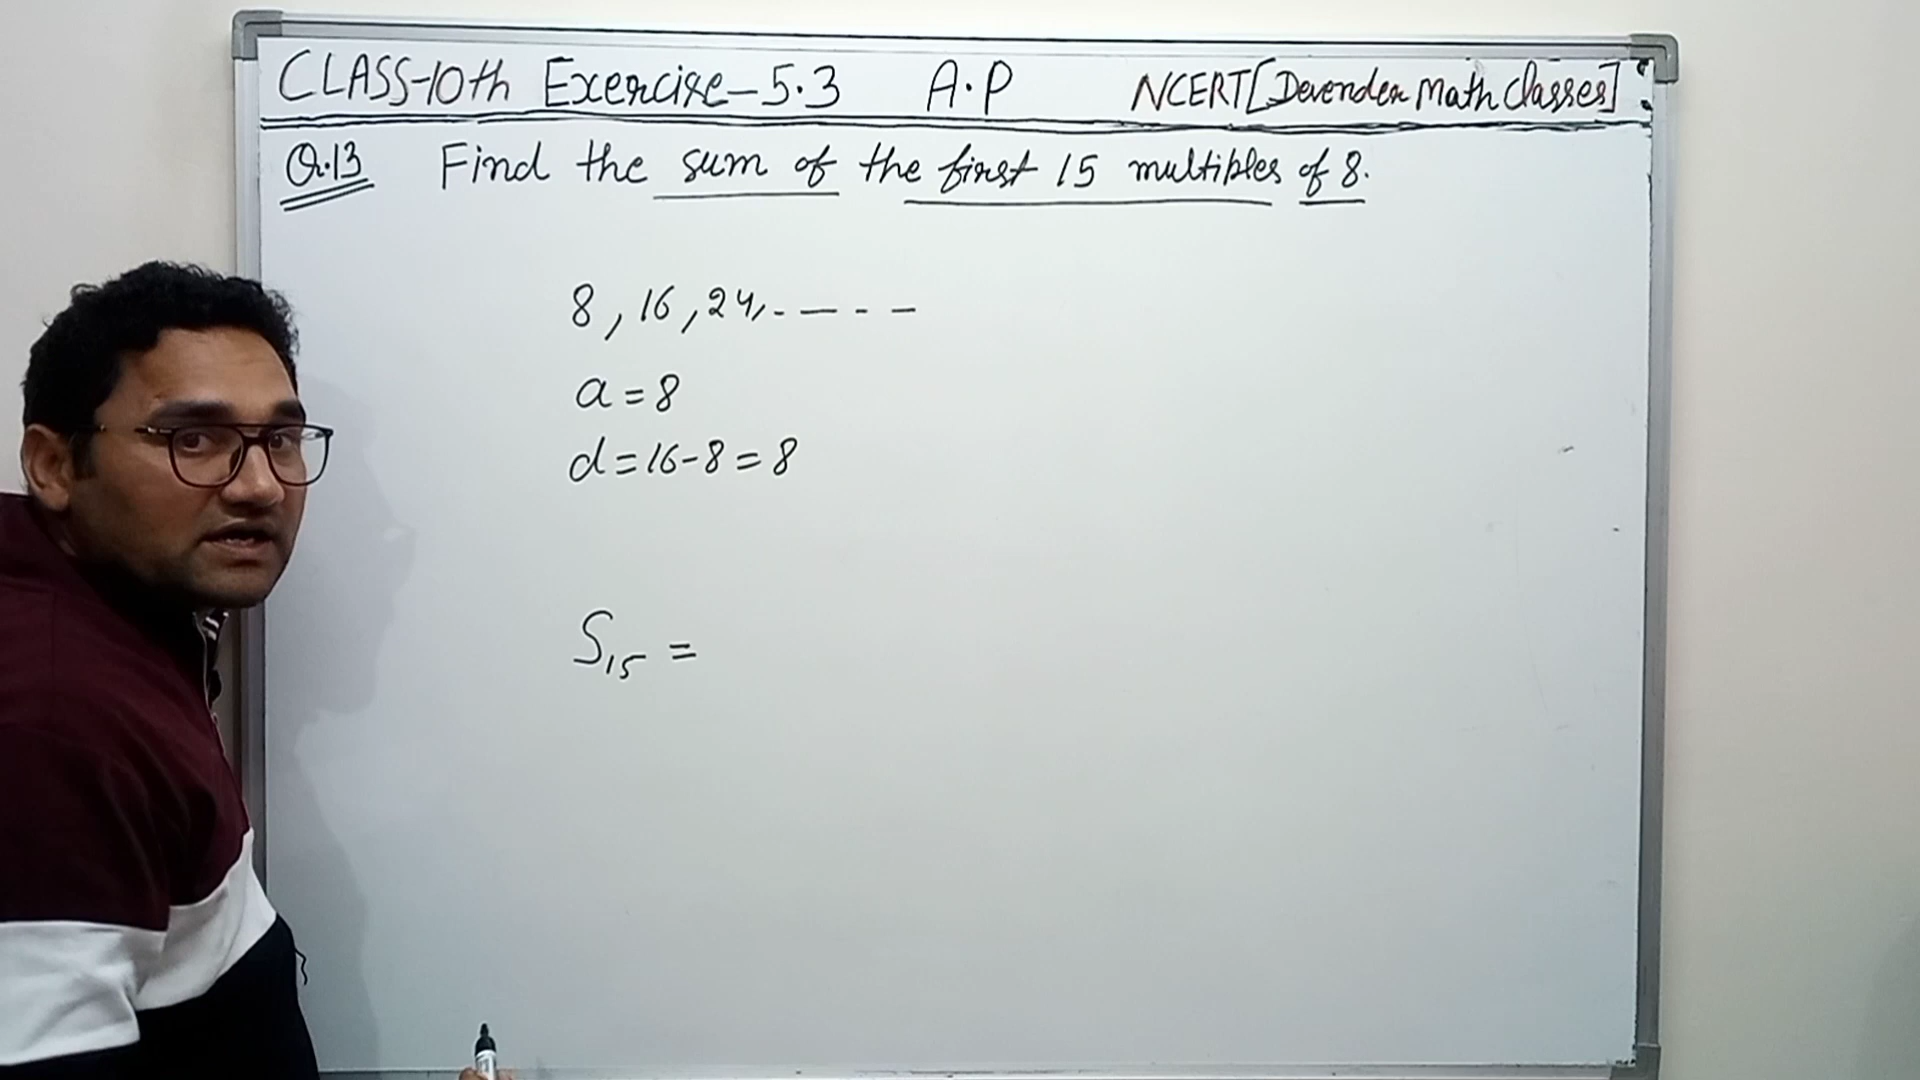 CLASS-10th Exercise-5.3 A.P NCERT[Devender Math Classes]
Q.13 Find the sum of the first 15 multiples of 8.
8, 16, 24, - - - -
a = 8
d = 16-8 = 8
S15 =